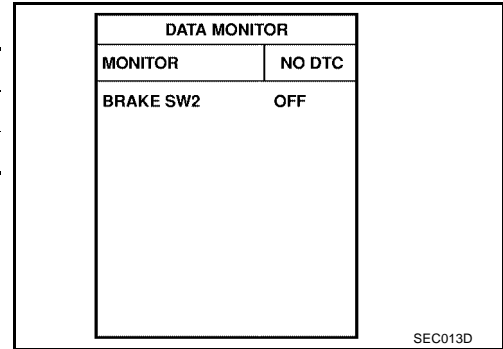 DATA MONITOR
MONITOR NO DTC
BRAKE SW2 OFF
SEC013D